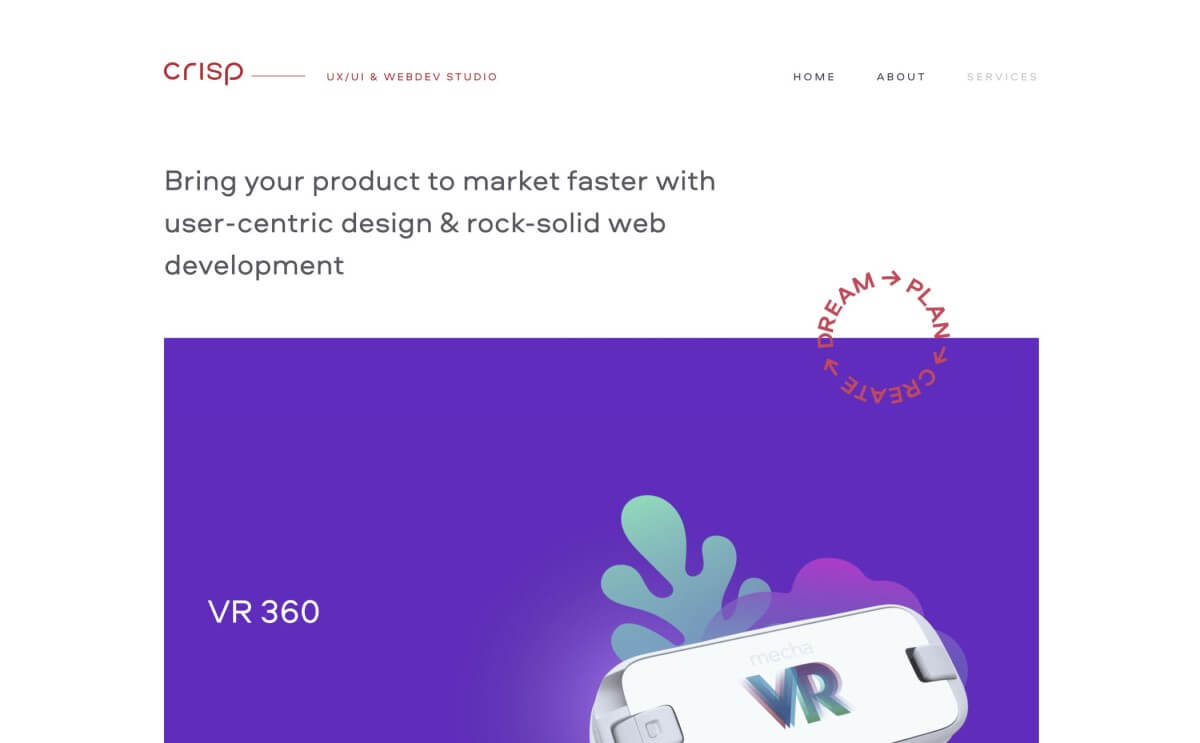 crisp
UX/UI & WEBDEV STUDIO
HOME
ABOUT
SERVICES
Bring your product to market faster with
user-centric design & rock-solid web
development
DREAM → PLAN → CREATE →
VR 360
mecha
VR